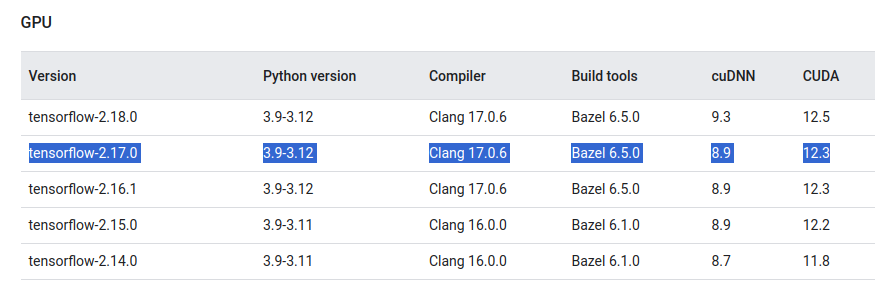 GPU
Version Python version Compiler Build tools cuDNN CUDA
tensorflow-2.18.0 3.9-3.12 Clang 17.0.6 Bazel 6.5.0 9.3 12.5
tensorflow-2.17.0 3.9-3.12 Clang 17.0.6 Bazel 6.5.0 8.9 12.3
tensorflow-2.16.1 3.9-3.12 Clang 17.0.6 Bazel 6.5.0 8.9 12.3
tensorflow-2.15.0 3.9-3.11 Clang 16.0.0 Bazel 6.1.0 8.9 12.2
tensorflow-2.14.0 3.9-3.11 Clang 16.0.0 Bazel 6.1.0 8.7 11.8